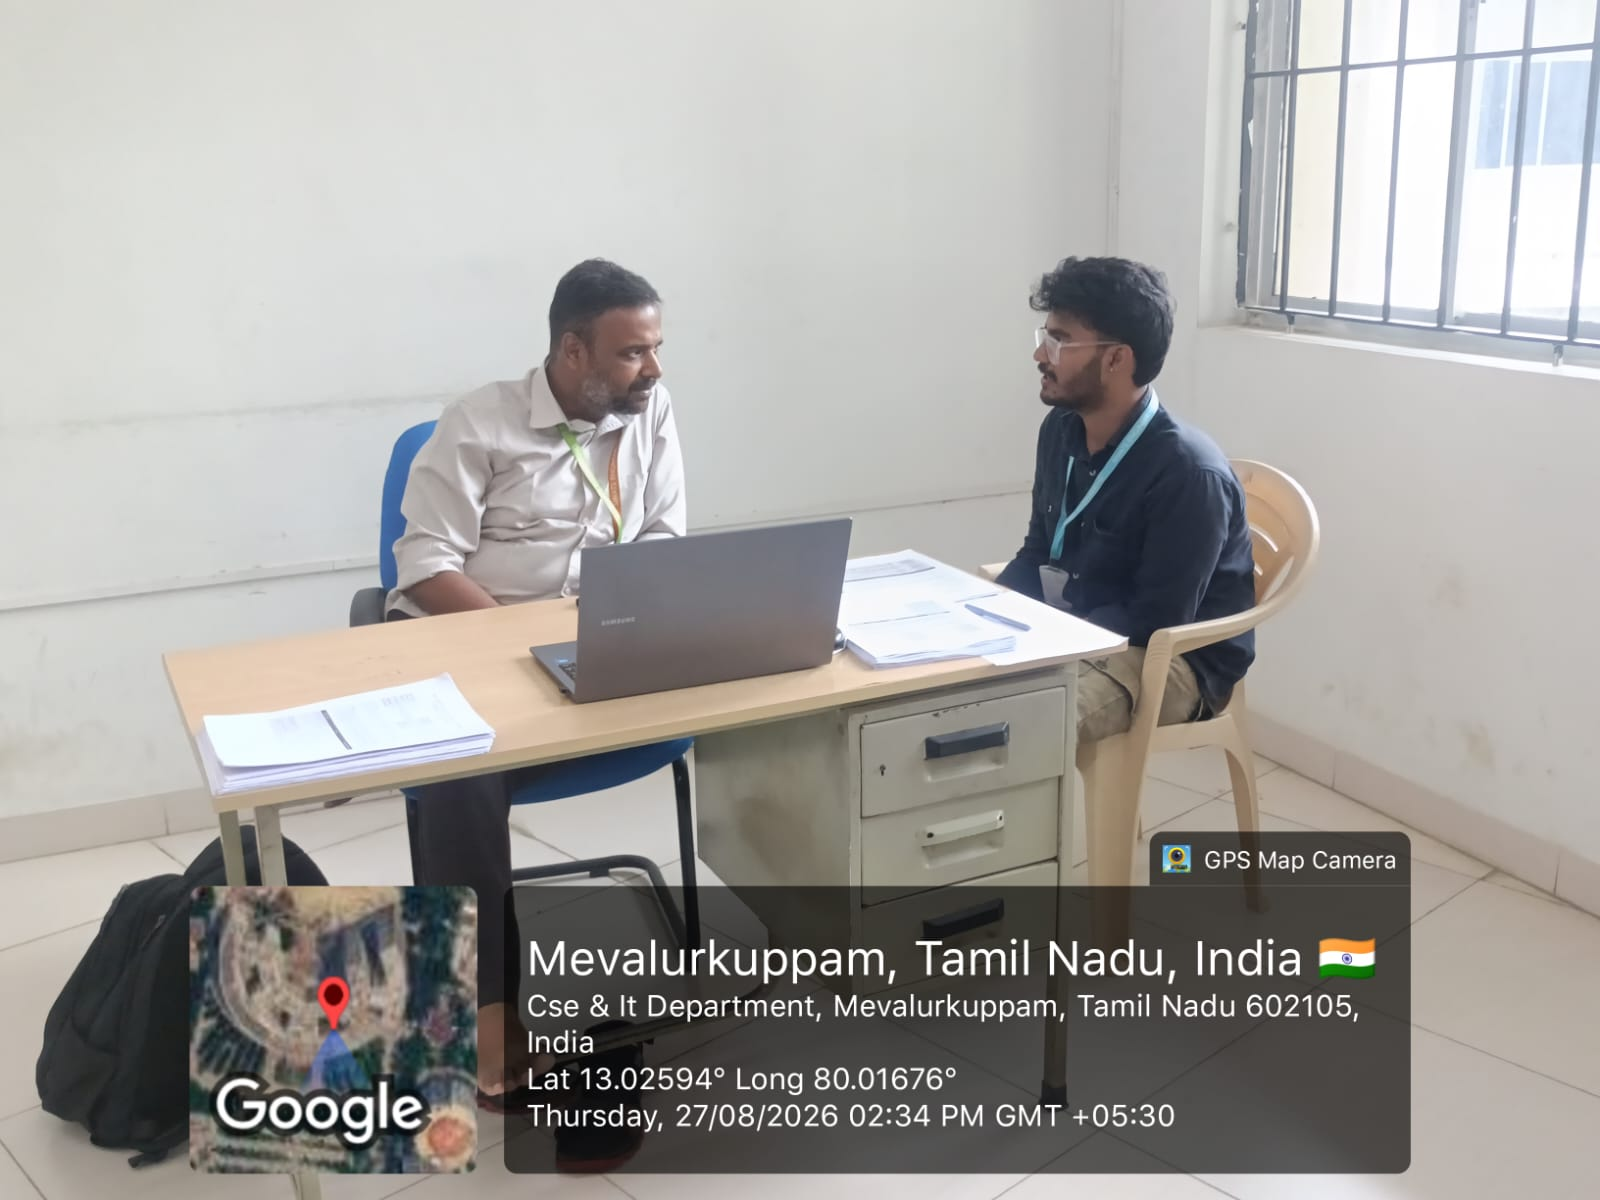 SAMSUNG
GPS Map Camera
Mevalurkuppam, Tamil Nadu, India
Cse & It Department, Mevalurkuppam, Tamil Nadu 602105,
India
Lat 13.02594° Long 80.01676°
Thursday, 27/08/2026 02:34 PM GMT +05:30
Google